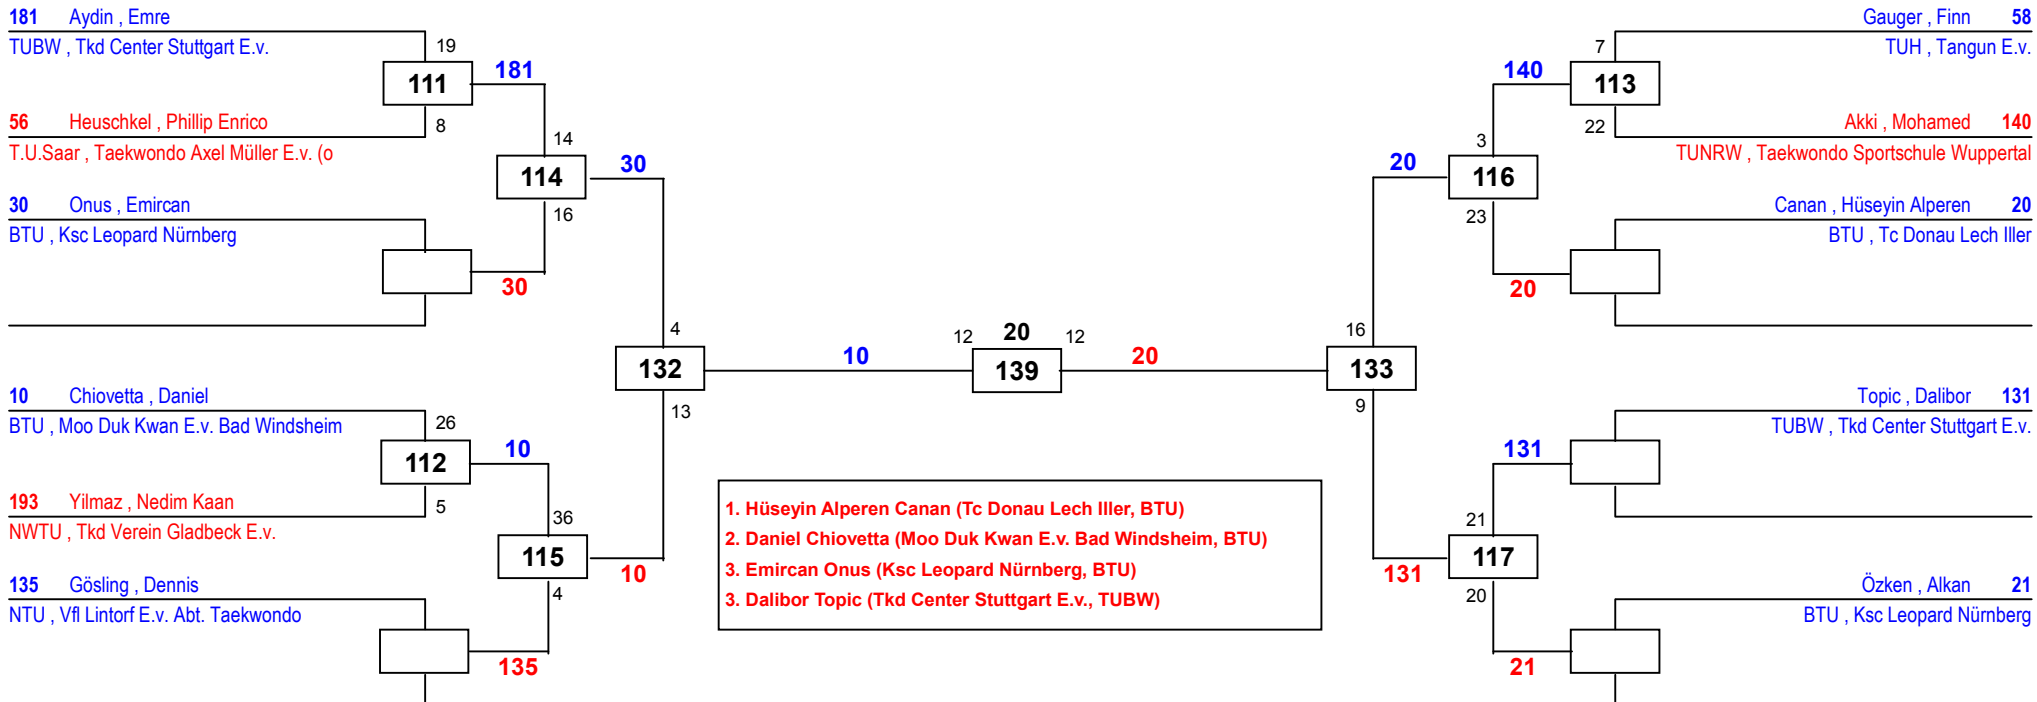 181 Aydin , Emre
TUBW , Tkd Center Stuttgart E.v.
19
111
181
8
56 Heuschkel , Phillip Enrico
T.U.Saar , Taekwondo Axel Müller E.v. (o
14
114
30
16
30 Onus , Emircan
BTU , Ksc Leopard Nürnberg
30
4
132
10
13
10 Chiovetta , Daniel
BTU , Moo Duk Kwan E.v. Bad Windsheim
26
112
10
5
193 Yilmaz , Nedim Kaan
NWTU , Tkd Verein Gladbeck E.v.
36
115
10
4
135 Gösling , Dennis
NTU , Vfl Lintorf E.v. Abt. Taekwondo
135
12 20 12
139
20
1. Hüseyin Alperen Canan (Tc Donau Lech Iller, BTU)
2. Daniel Chiovetta (Moo Duk Kwan E.v. Bad Windsheim, BTU)
3. Emircan Onus (Ksc Leopard Nürnberg, BTU)
3. Dalibor Topic (Tkd Center Stuttgart E.v., TUBW)
Gauger , Finn 58
TUH , Tangun E.v.
7
140
113
22
Akki , Mohamed 140
TUNRW , Taekwondo Sportschule Wuppertal
3
20
116
23
Canan , Hüseyin Alperen 20
BTU , Tc Donau Lech Iller
20
16
133
9
Topic , Dalibor 131
TUBW , Tkd Center Stuttgart E.v.
131
21
117
131
20
Özken , Alkan 21
BTU , Ksc Leopard Nürnberg
21